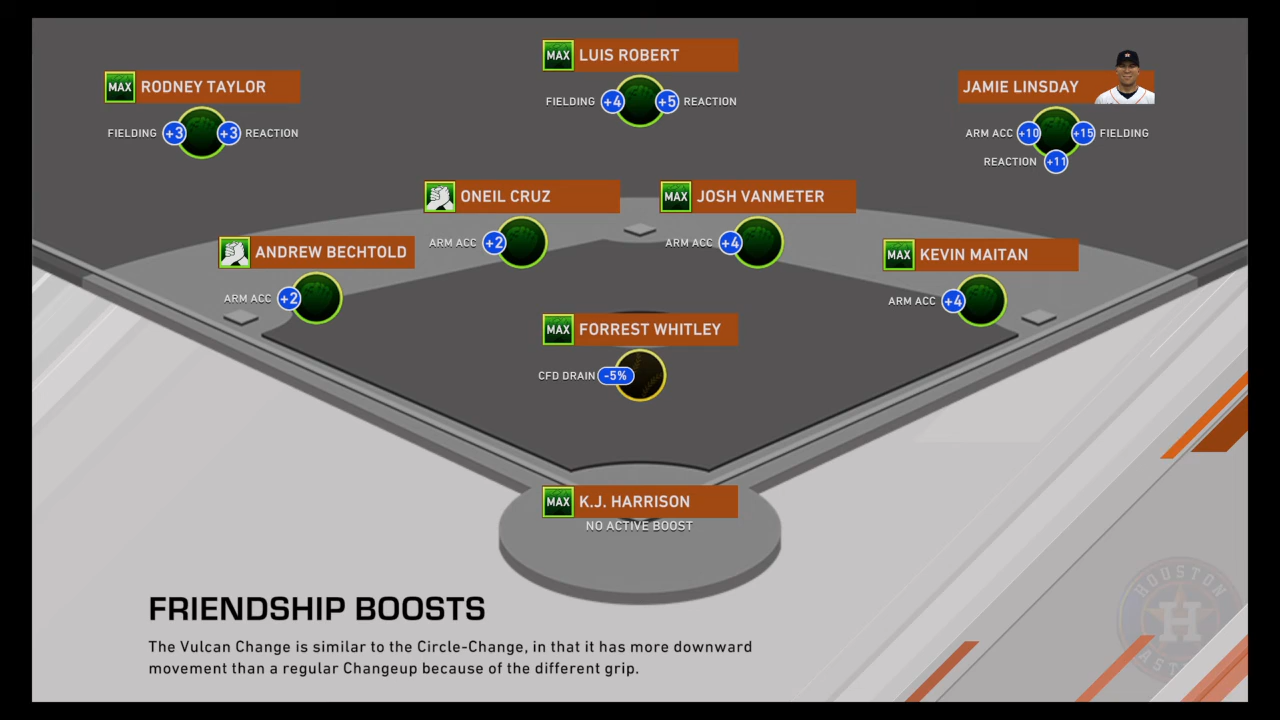 MAX LUIS ROBERT
FIELDING +4 +5 REACTION
MAX RODNEY TAYLOR
FIELDING +3 +3 REACTION
JAMIE LINSDAY
ARM ACC +10 +15 FIELDING
REACTION +11
ONEIL CRUZ
ARM ACC +2
MAX JOSH VANMETER
ARM ACC +4
ANDREW BECHTOLD
ARM ACC +2
MAX KEVIN MAITAN
ARM ACC +4
MAX FORREST WHITLEY
CFD DRAIN -5%
MAX K.J. HARRISON
NO ACTIVE BOOST
FRIENDSHIP BOOSTS
The Vulcan Change is similar to the Circle-Change, in that it has more downward
movement than a regular Changeup because of the different grip.
HOUSTON
H